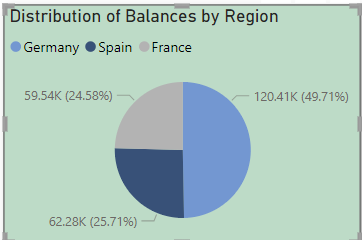 Distribution of Balances by Region
Germany Spain France
59.54K (24.58%)
120.41K (49.71%)
62.28K (25.71%)